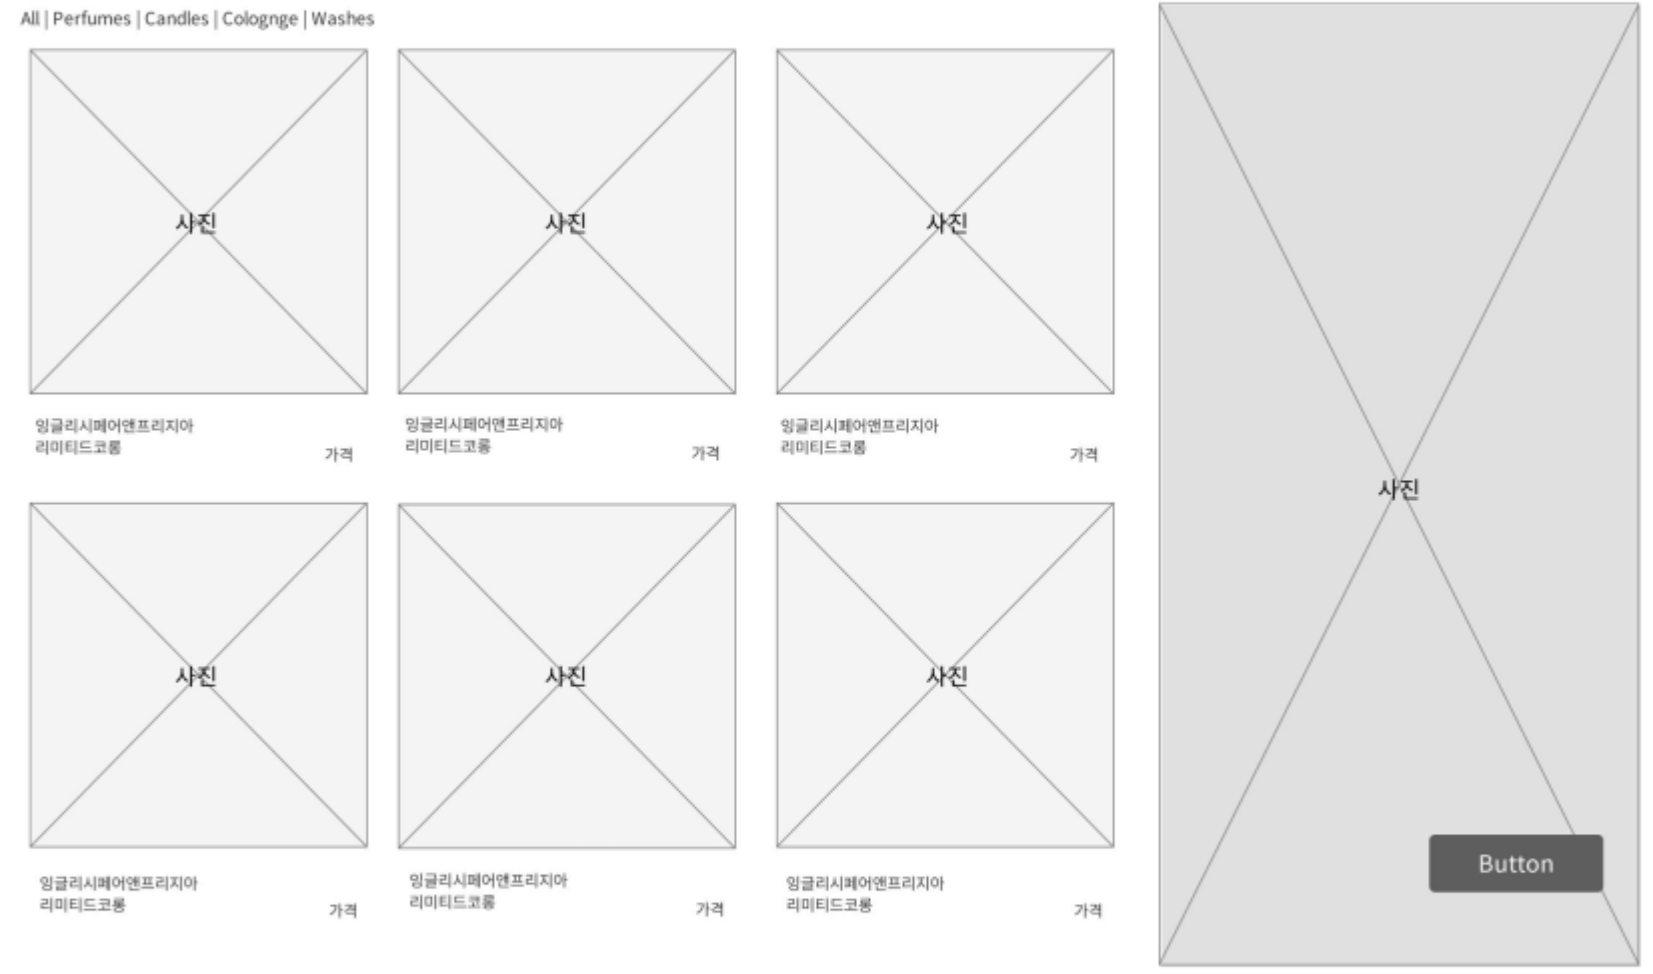 All | Perfumes | Candles | Colognge | Washes
사진
사진
사진
사진
잉글리시페어앤프리지아
리미티드코롱
가격
잉글리시페어앤프리지아
리미티드코롱
가격
잉글리시페어앤프리지아
리미티드코롱
가격
사진
사진
사진
잉글리시페어앤프리지아
리미티드코롱
가격
잉글리시페어앤프리지아
리미티드코롱
가격
잉글리시페어앤프리지아
리미티드코롱
가격
Button